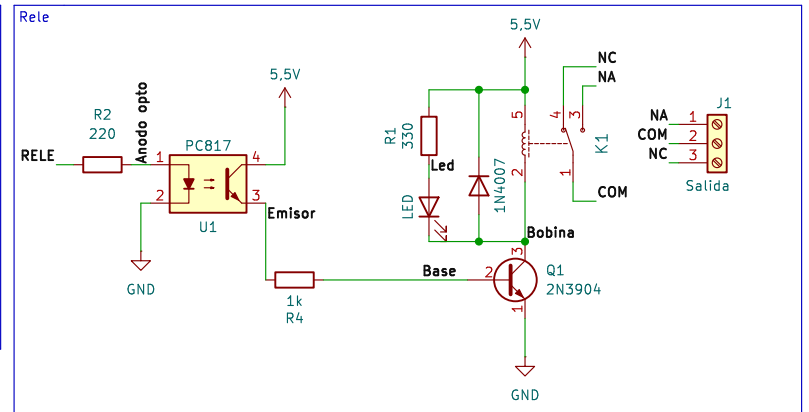 Rele
5,5V
NC
NA
5,5V
Anodo opto
R2
220
RELE
PC817
1
4
2
3
U1
Emisor
GND
R1
330
Led
LED
1N4007
5
4
3
K1
2
1
COM
J1
NA
1
COM
2
NC
3
Salida
Bobina
3
Base
2
Q1
2N3904
1
1k
R4
GND